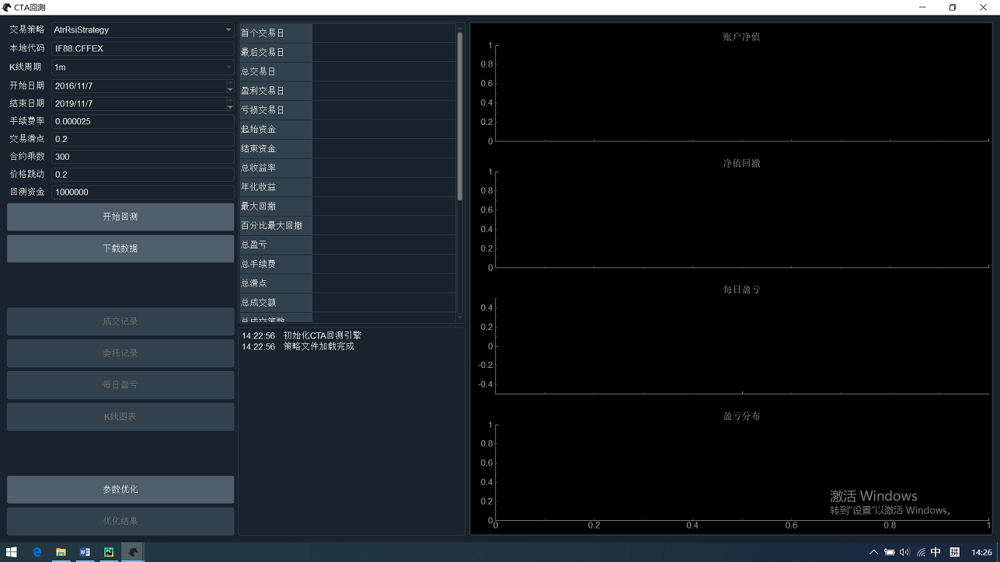 CTA回测
交易策略 AtrRsiStrategy
本地代码 IF88.CFFEX
K线周期 1m
开始日期 2016/11/7
结束日期 2019/11/7
手续费率 0.000025
交易滑点 0.2
合约乘数 300
价格跳动 0.2
回测资金 1000000
开始回测
下载数据
成交记录
委托记录
每日盈亏
K线图表
参数优化
优化结果
首个交易日
最后交易日
总交易日
盈利交易日
亏损交易日
起始资金
结束资金
总收益率
年化收益
最大回撤
百分比最大回撤
总盈亏
总手续费
总滑点
总成交额
总成交笔数
14:22:56 初始化CTA回测引擎
14:22:56 策略文件加载完成
账户净值
1
0.8
0.6
0.4
0.2
0
净值回撤
1
0.8
0.6
0.4
0.2
0
每日盈亏
0.4
0.2
0
-0.2
-0.4
盈亏分布
1
0.8
0.6
0.4
0.2
0
0 0.2 0.4 0.6 0.8 1
激活 Windows
转到“设置”以激活 Windows。
中 拼 14:26